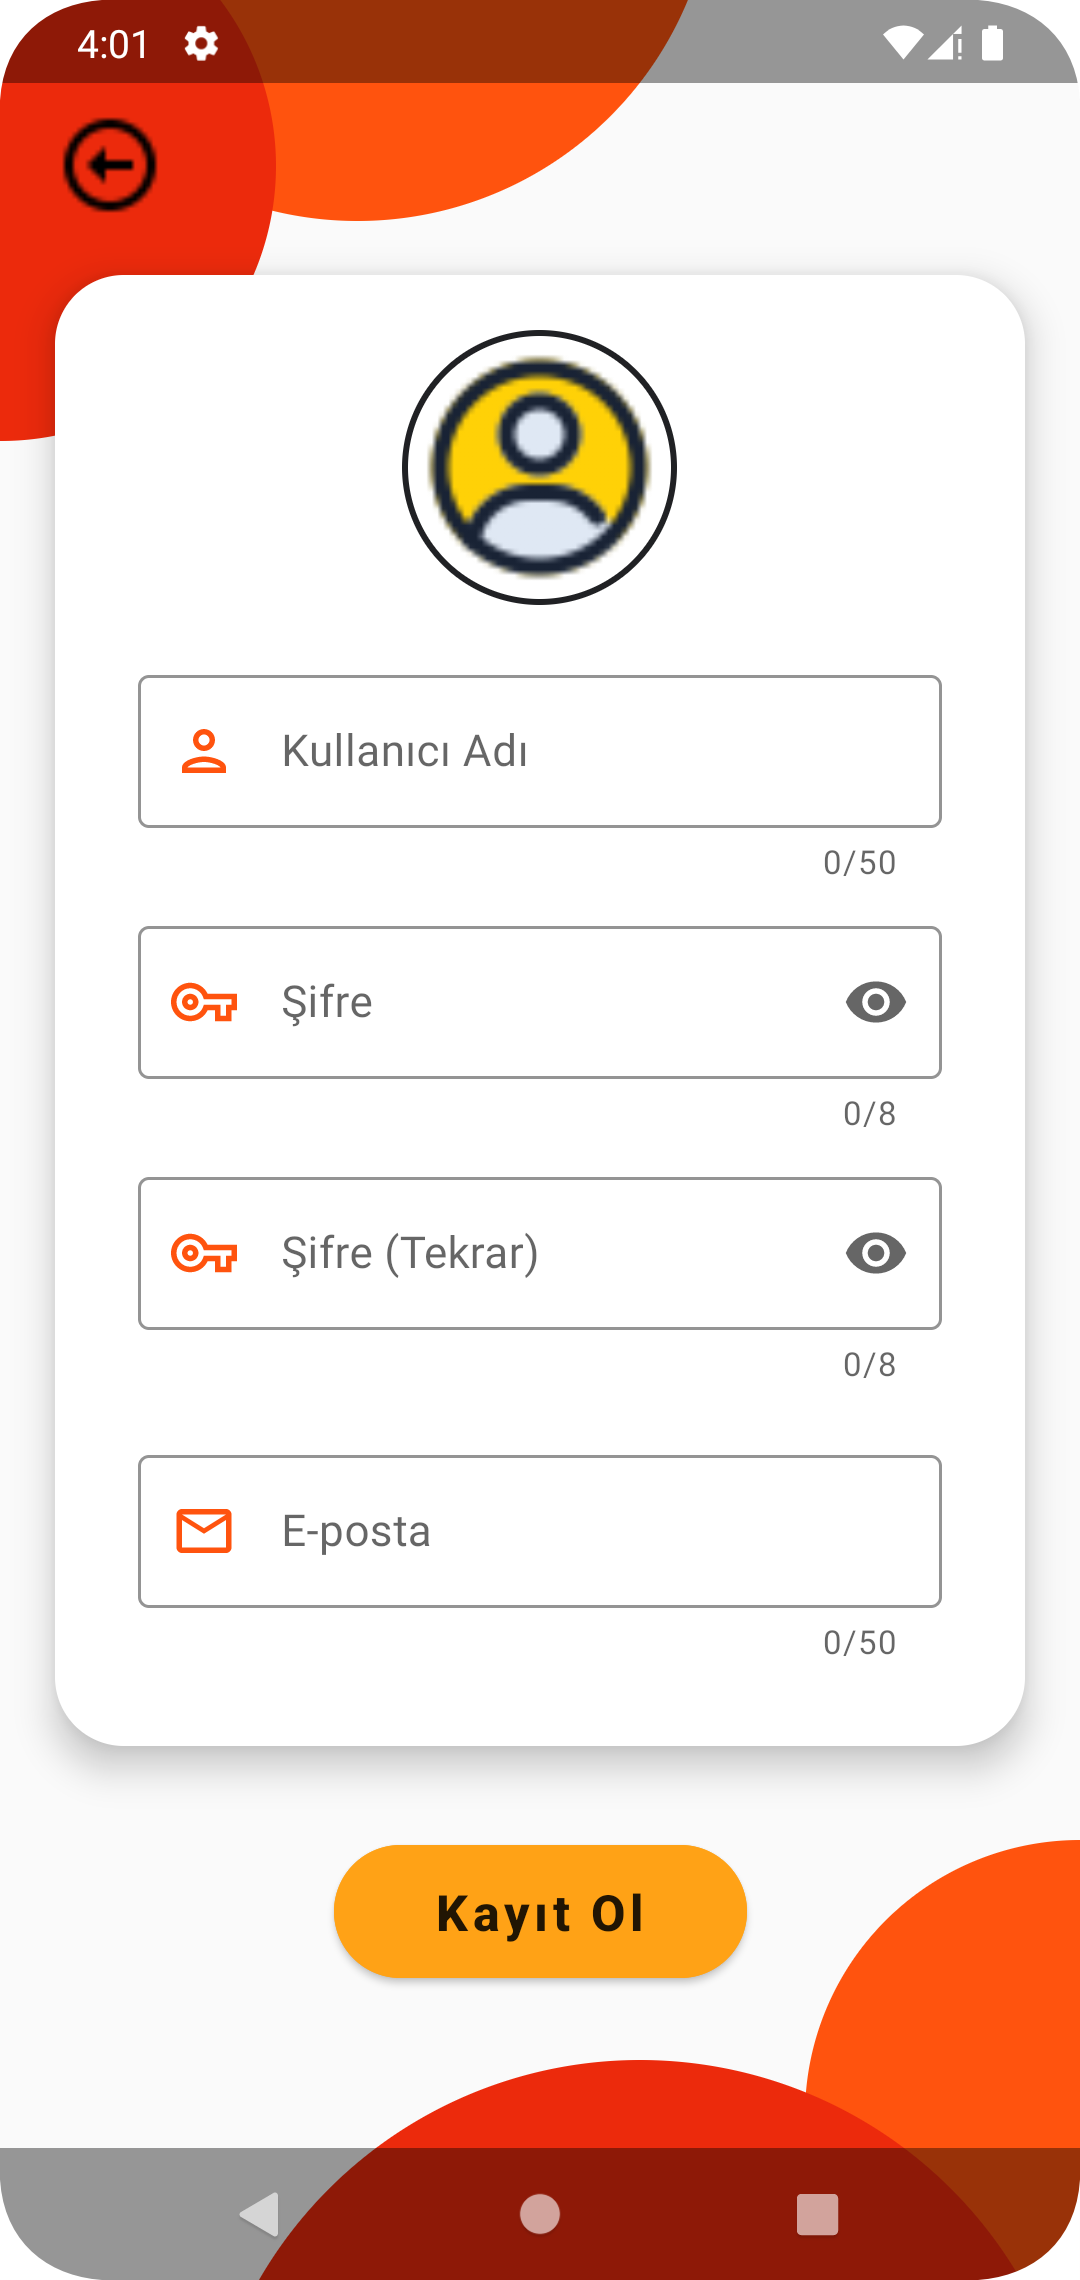 4:01
Kullanıcı Adı
0/50
Şifre
0/8
Şifre (Tekrar)
0/8
E-posta
0/50
Kayıt Ol